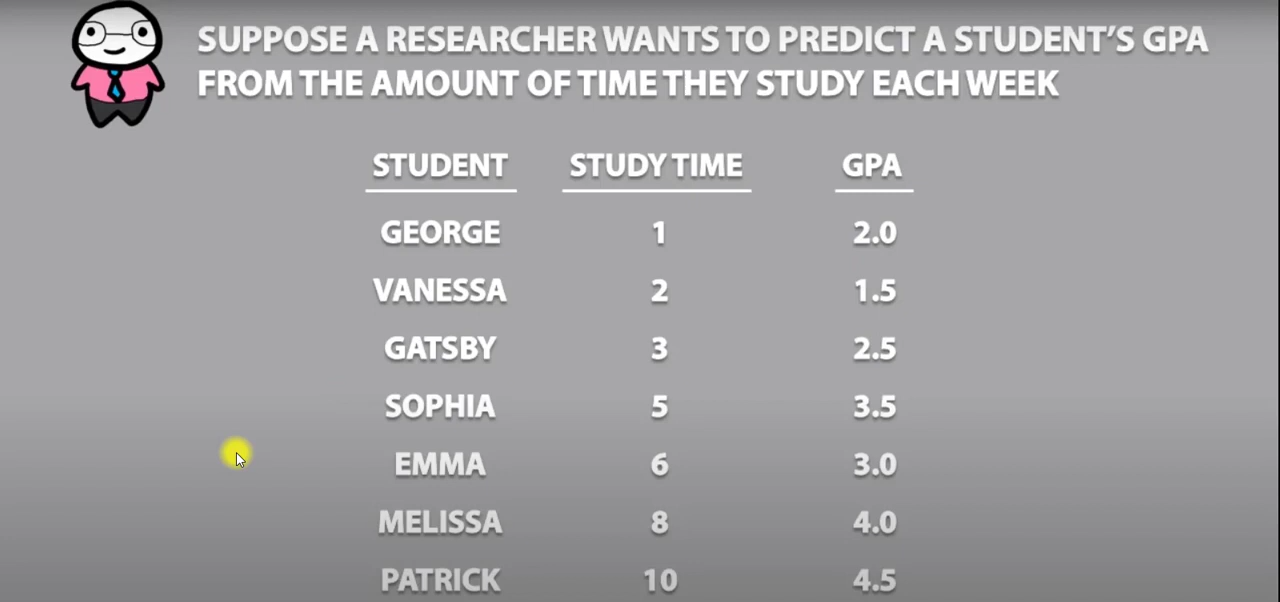 SUPPOSE A RESEARCHER WANTS TO PREDICT A STUDENT'S GPA
FROM THE AMOUNT OF TIME THEY STUDY EACH WEEK
STUDENT STUDY TIME GPA
GEORGE 1 2.0
VANESSA 2 1.5
GATSBY 3 2.5
SOPHIA 5 3.5
EMMA 6 3.0
MELISSA 8 4.0
PATRICK 10 4.5